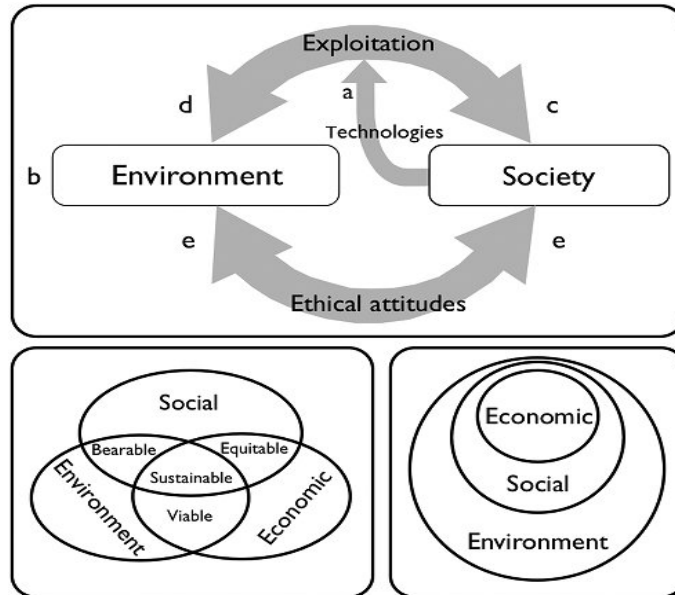 Exploitation
d
a
c
Technologies
b
Environment
Society
e
e
Ethical attitudes
Social
Bearable
Equitable
Sustainable
Environment
Economic
Viable
Economic
Social
Environment